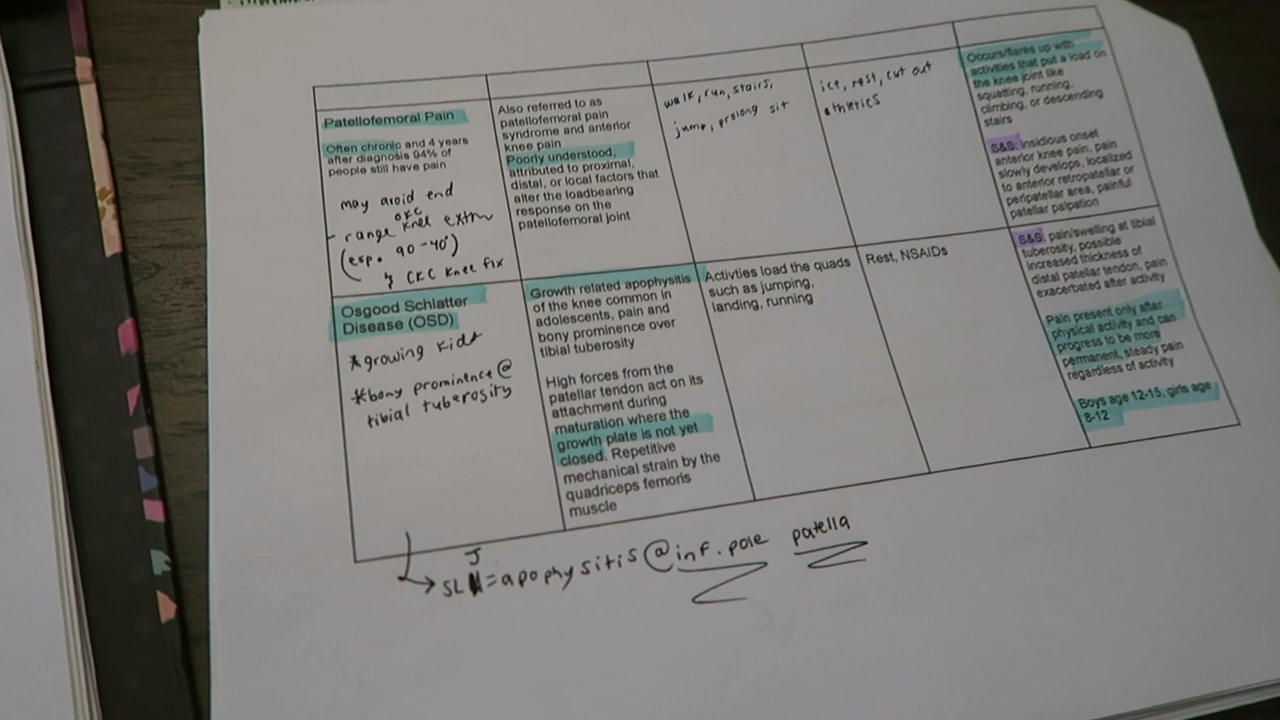 Patellofemoral Pain
Often chronic and 4 years
after diagnosis 94% of
people still have pain
may avoid end
OKC
- range knee extn
(esp. 90-40°)
↳ CKC knee fix
Also referred to as
patellofemoral pain
syndrome and anterior
knee pain
Poorly understood,
attributed to proximal,
distal, or local factors that
alter the loadbearing
response on the
patellofemoral joint
walk, run, stairs,
jump, prolong sit
ice, rest, cut out
athletics
Occurs/flares up with
activities that put a load on
the knee joint like
squatting, running,
climbing, or descending
stairs
S&S: Insidious onset
anterior knee pain, pain
slowly develops, localized
to anterior retropatellar or
peripatellar area, painful
patellar palpation
Osgood Schlatter
Disease (OSD)
*growing kids
*bony prominence @
tibial tuberosity
Growth related apophysitis
of the knee common in
adolescents, pain and
bony prominence over
tibial tuberosity
High forces from the
patellar tendon act on its
attachment during
maturation where the
growth plate is not yet
closed. Repetitive
mechanical strain by the
quadriceps femoris
muscle
Activties load the quads
such as jumping,
landing, running
Rest, NSAIDs
S&S: pain/swelling at tibial
tuberosity, possible
increased thickness of
distal patellar tendon, pain
exacerbated after activity
Pain present only after
physical activity and can
progress to be more
permanent, steady pain
regardless of activity
Boys age 12-15, girls age
8-12
→ SLJ = apophysitis @ inf. pole patella